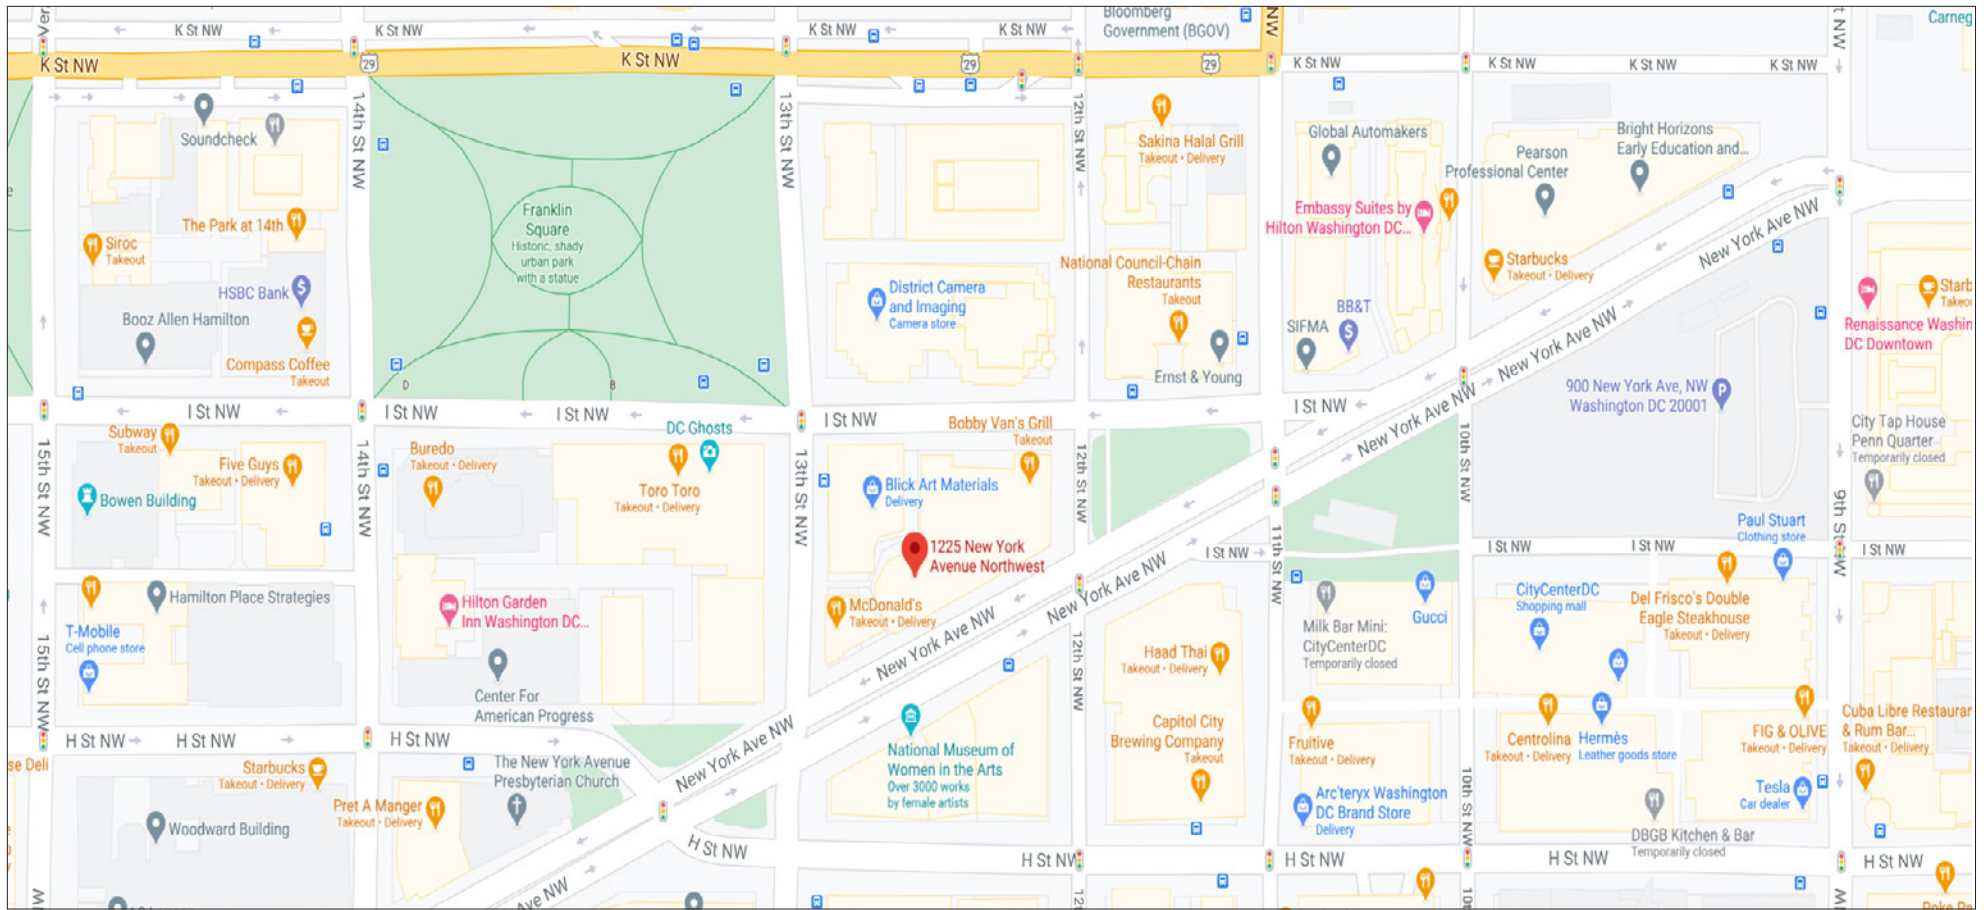 K St NW
K St NW
K St NW
K St NW
Bloomberg
Government (BGOV)
NW
K St NW
K St NW
29
29
29
K St NW
K St NW
K St NW
K St NW
Soundcheck
14th St NW
13th St NW
12th St NW
Sakina Halal Grill
Takeout • Delivery
Global Automakers
Pearson
Professional Center
Bright Horizons
Early Education and...
The Park at 14th
Siroc
Takeout
HSBC Bank
Booz Allen Hamilton
Compass Coffee
Takeout
Franklin
Square
Historic, shady
urban park
with a statue
District Camera
and Imaging
Camera store
National Council-Chain
Restaurants
Takeout
Ernst & Young
Embassy Suites by
Hilton Washington DC...
BB&T
SIFMA
Starbucks
Takeout • Delivery
New York Ave NW
New York Ave NW
New York Ave NW
Renaissance Washin
DC Downtown
Starb
Takeou
Carneg
900 New York Ave, NW
Washington DC 20001
City Tap House
Penn Quarter
Temporarily closed
I St NW
I St NW
I St NW
I St NW
I St NW
15th St NW
14th St NW
13th St NW
12th St NW
10th St NW
9th St NW
Subway
Takeout
Five Guys
Takeout • Delivery
Bowen Building
Buredo
Takeout • Delivery
DC Ghosts
Toro Toro
Takeout • Delivery
Bobby Van's Grill
Takeout
Blick Art Materials
Delivery
1225 New York
Avenue Northwest
McDonald's
Takeout • Delivery
New York Ave NW
New York Ave NW
New York Ave NW
I St NW
11th St NW
I St NW
I St NW
I St NW
Paul Stuart
Clothing store
Hamilton Place Strategies
T-Mobile
Cell phone store
15th St NW
Hilton Garden
Inn Washington DC...
Center For
American Progress
National Museum of
Women in the Arts
Over 3000 works
by female artists
12th St NW
Haad Thai
Takeout • Delivery
Capitol City
Brewing Company
Takeout
Milk Bar Mini:
CityCenterDC
Temporarily closed
Gucci
CityCenterDC
Shopping mall
Del Frisco's Double
Eagle Steakhouse
Takeout • Delivery
Fruitive
Takeout • Delivery
Centrolina
Takeout • Delivery
Hermès
Leather goods store
FIG & OLIVE
Takeout • Delivery
Cuba Libre Restauran
& Rum Bar...
Takeout • Delivery
Arc'teryx Washington
DC Brand Store
Delivery
Tesla
Car dealer
DBGB Kitchen & Bar
Temporarily closed
10th St NW
H St NW
H St NW
H St NW
se Deli
Starbucks
Takeout • Delivery
Woodward Building
Pret A Manger
Takeout • Delivery
The New York Avenue
Presbyterian Church
H St NW
H St NW
H St NW
H St NW
H St NW
Ave NW